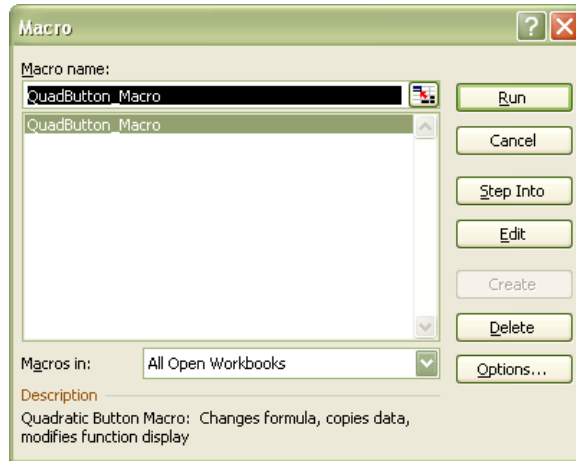 Macro
Macro name:
QuadButton_Macro
QuadButton_Macro
Run
Cancel
Step Into
Edit
Create
Delete
Options...
Macros in: All Open Workbooks
Description
Quadratic Button Macro: Changes formula, copies data,
modifies function display